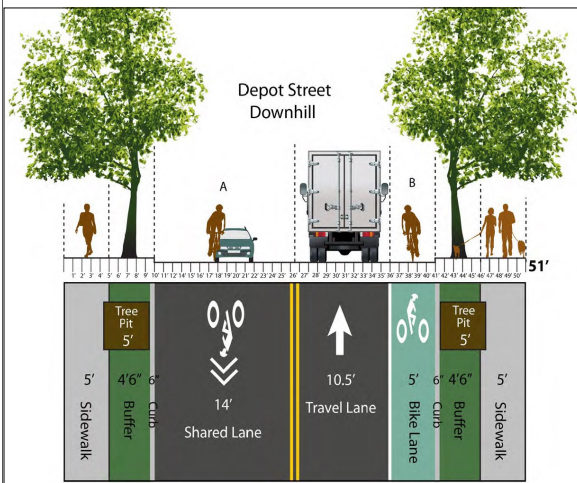 Depot Street
Downhill
A
B
1' 2' 3' 4' 5' 6' 7' 8' 9' 10' 11' 12' 13' 14' 15' 16' 17' 18' 19' 20' 21' 22' 23' 24' 25' 26' 27' 28' 29' 30' 31' 32' 33' 34' 35' 36' 37' 38' 39' 40' 41' 42' 43' 44' 45' 46' 47' 48' 49' 50' 51'
Tree
Pit
5'
5'
Sidewalk
4'6"
Buffer
6"
Curb
14'
Shared Lane
10.5'
Travel Lane
5'
Bike Lane
6"
Curb
Tree
Pit
5'
4'6"
Buffer
5'
Sidewalk